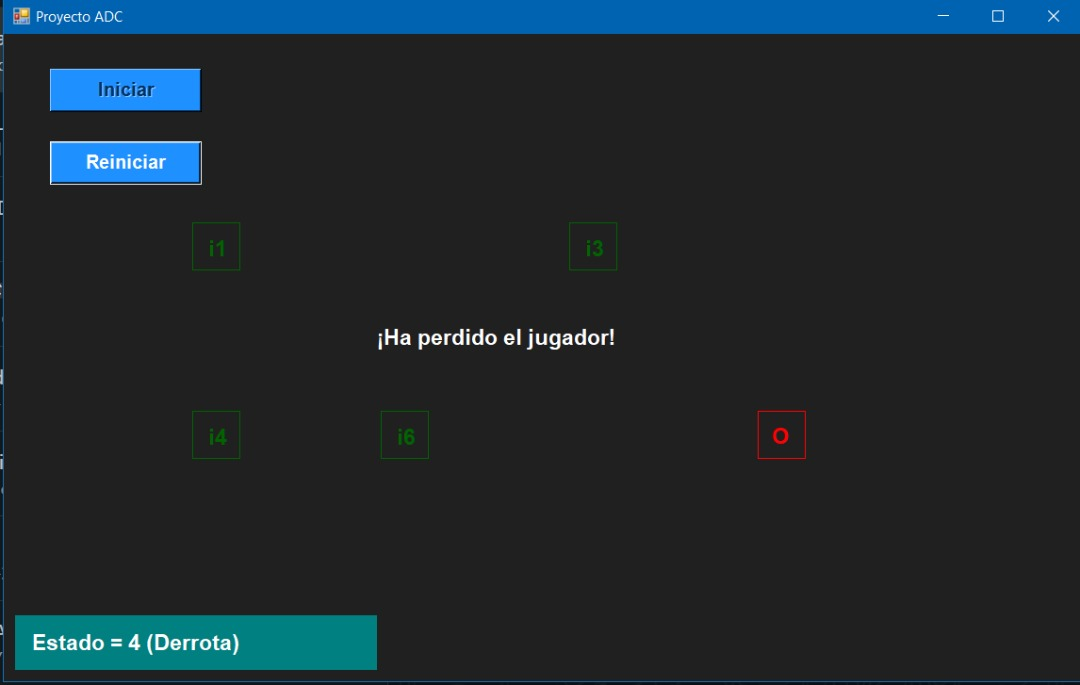 Proyecto ADC
Iniciar
Reiniciar
i1
i3
¡Ha perdido el jugador!
i4
i6
O
Estado = 4 (Derrota)